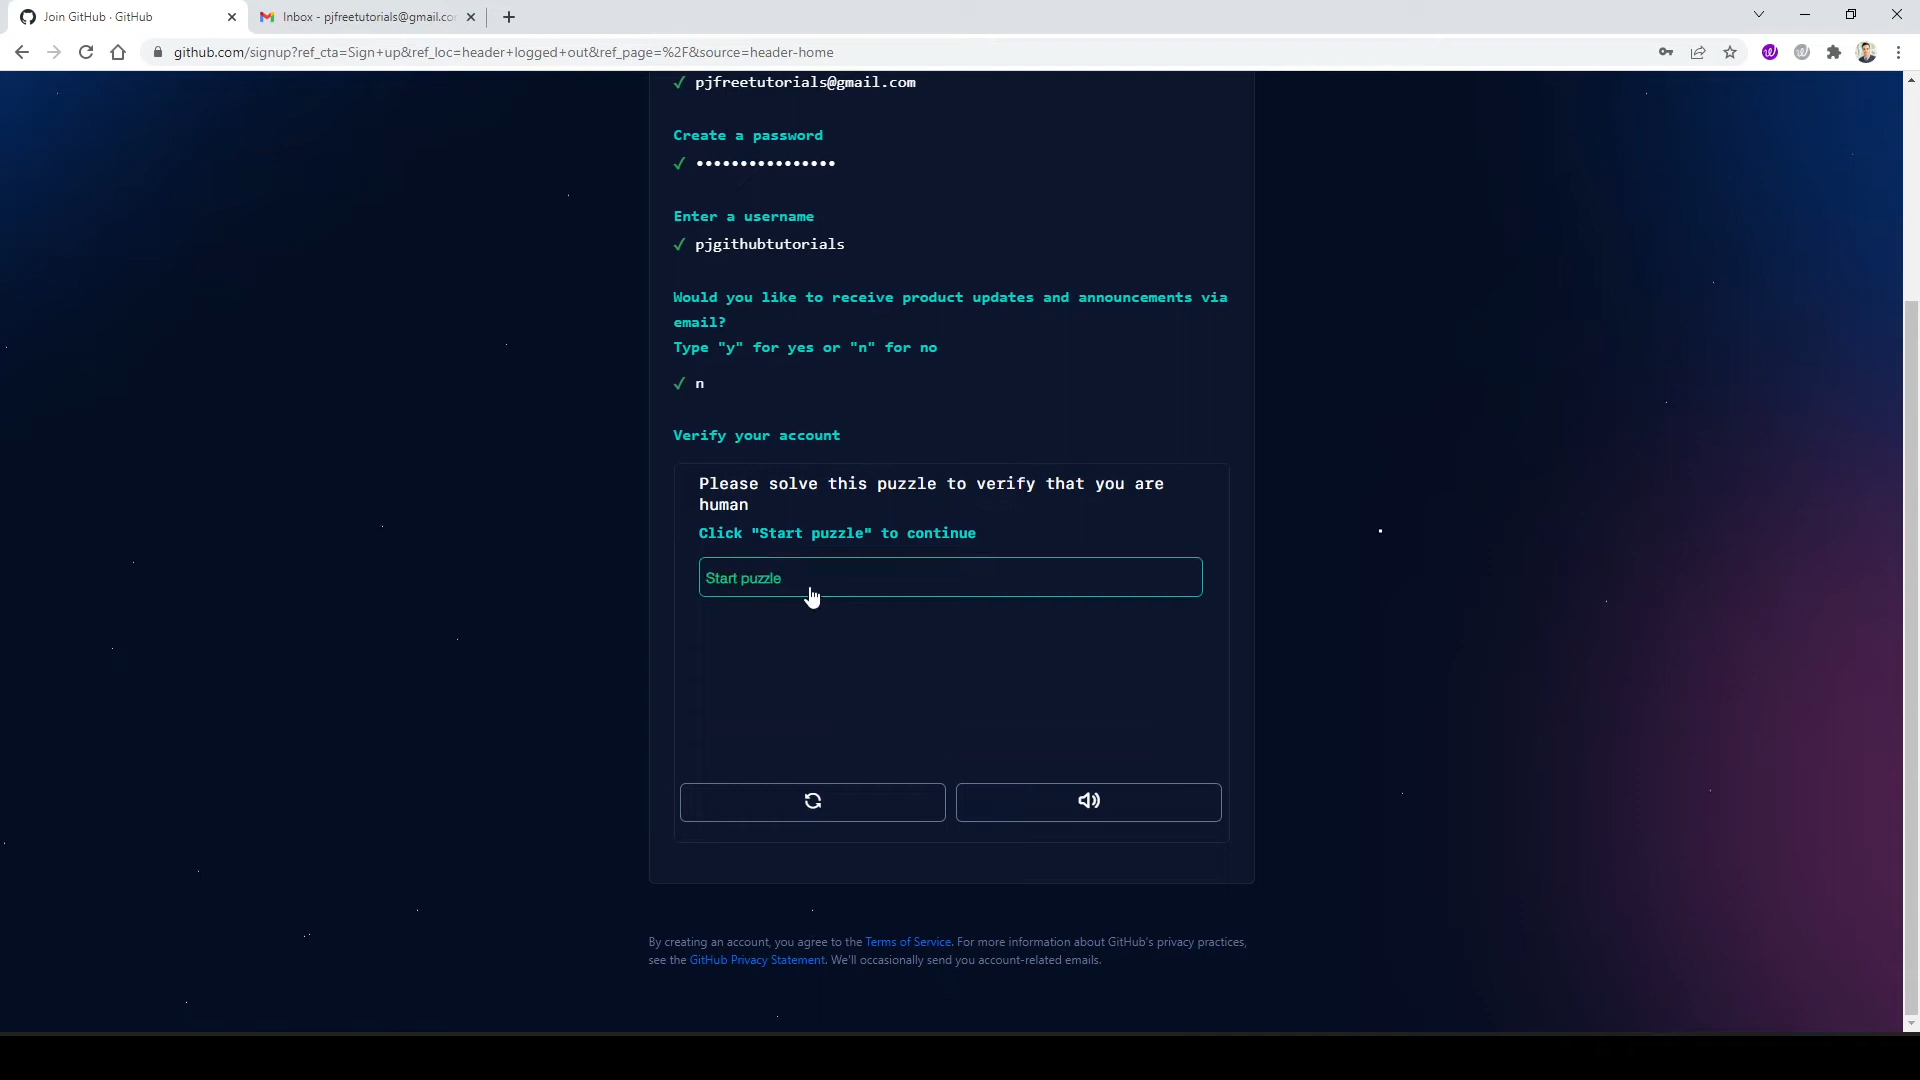 Join GitHub · GitHub
Inbox - pjfreetutorials@gmail.co
github.com/signup?ref_cta=Sign+up&ref_loc=header+logged+out&ref_page=%2F&source=header-home
✓ pjfreetutorials@gmail.com
Create a password
✓ ••••••••••••••••
Enter a username
✓ pjgithubtutorials
Would you like to receive product updates and announcements via
email?
Type "y" for yes or "n" for no
✓ n
Verify your account
Please solve this puzzle to verify that you are
human
Click "Start puzzle" to continue
Start puzzle
By creating an account, you agree to the Terms of Service. For more information about GitHub's privacy practices,
see the GitHub Privacy Statement. We'll occasionally send you account-related emails.